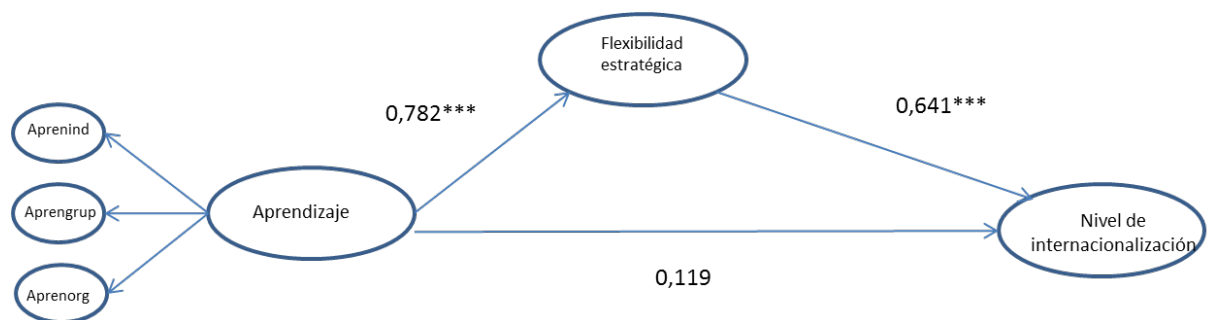 Flexibilidad
estratégica
0,782***
0,641***
Aprenind
Aprengrup
Aprendizaje
Nivel de
internacionalización
0,119
Aprenorg